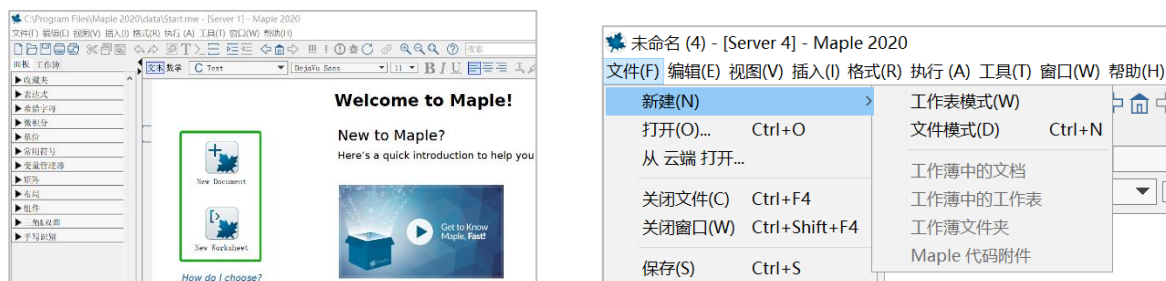 C:\Program Files\Maple 2020\data\Start.mw - [Server 1] - Maple 2020
文件(F) 编辑(E) 视图(V) 插入(I) 格式(R) 执行 (A) 工具(T) 窗口(W) 帮助(H)
搜索
面板 工作簿
文本 数学 C Text DejaVu Sans 11 B I U
▶收藏夹
▶表达式
▶希腊字母
▶微积分
▶单位
▶常用符号
▶变量管理器
▶矩阵
▶布局
▶组件
▶三角&双曲
▶手写识别
Welcome to Maple!
New Document
New Worksheet
How do I choose?
New to Maple?
Here's a quick introduction to help you
Get to Know
Maple, Fast!
未命名 (4) - [Server 4] - Maple 2020
文件(F) 编辑(E) 视图(V) 插入(I) 格式(R) 执行 (A) 工具(T) 窗口(W) 帮助(H)
新建(N) >
打开(O)... Ctrl+O
从 云端 打开...
关闭文件(C) Ctrl+F4
关闭窗口(W) Ctrl+Shift+F4
保存(S) Ctrl+S
工作表模式(W)
文件模式(D) Ctrl+N
工作薄中的文档
工作薄中的工作表
工作薄文件夹
Maple 代码附件